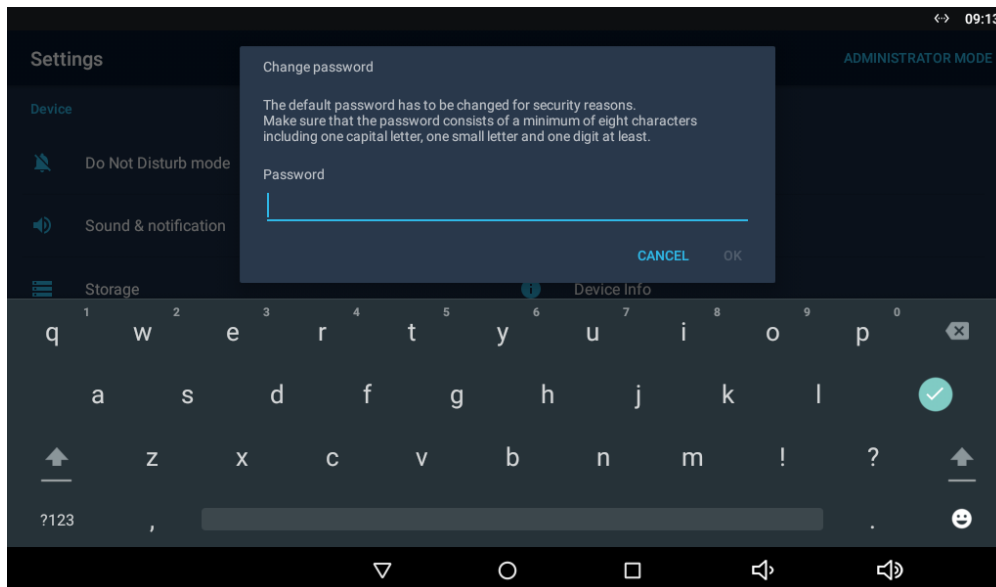 09:13
Settings
ADMINISTRATOR MODE
Device
Do Not Disturb mode
Sound & notification
Storage
Device Info
Change password
The default password has to be changed for security reasons.
Make sure that the password consists of a minimum of eight characters
including one capital letter, one small letter and one digit at least.
Password
CANCEL OK
1 2 3 4 5 6 7 8 9 0
q w e r t y u i o p
a s d f g h j k l
z x c v b n m ! ?
?123 , .